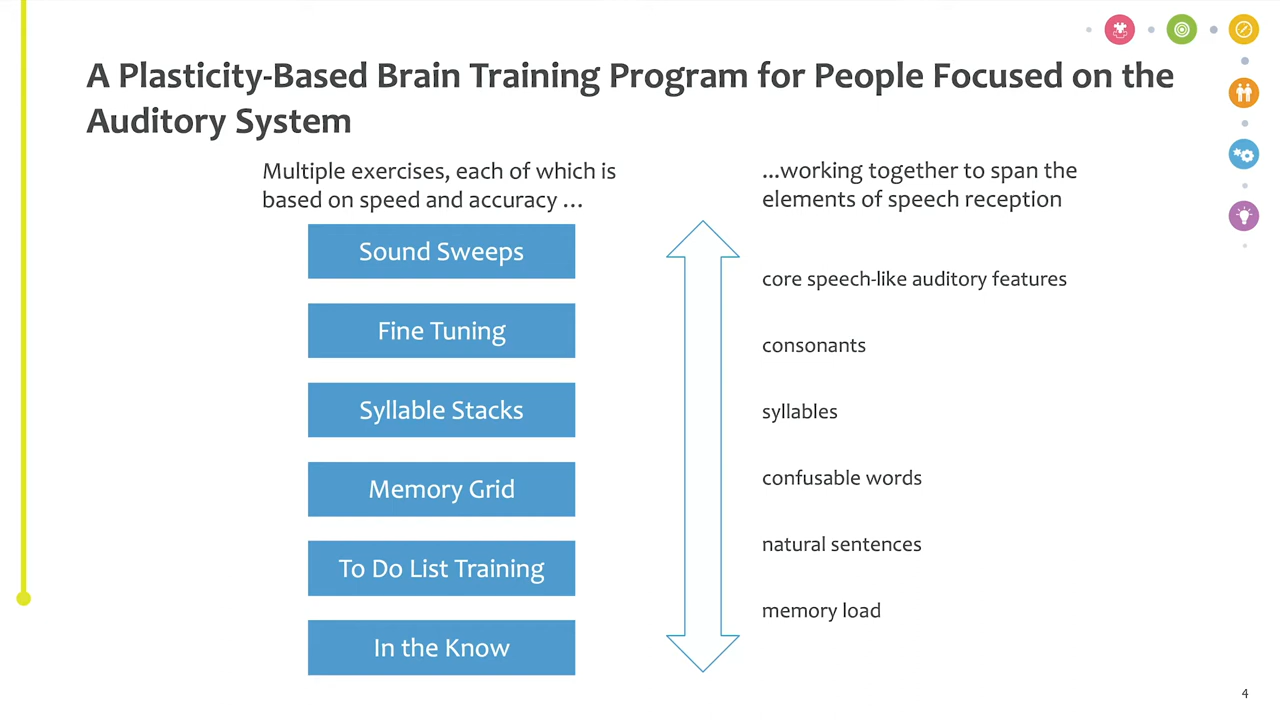 A Plasticity-Based Brain Training Program for People Focused on the
Auditory System
Multiple exercises, each of which is
based on speed and accuracy …
Sound Sweeps
Fine Tuning
Syllable Stacks
Memory Grid
To Do List Training
In the Know
...working together to span the
elements of speech reception
core speech-like auditory features
consonants
syllables
confusable words
natural sentences
memory load
4